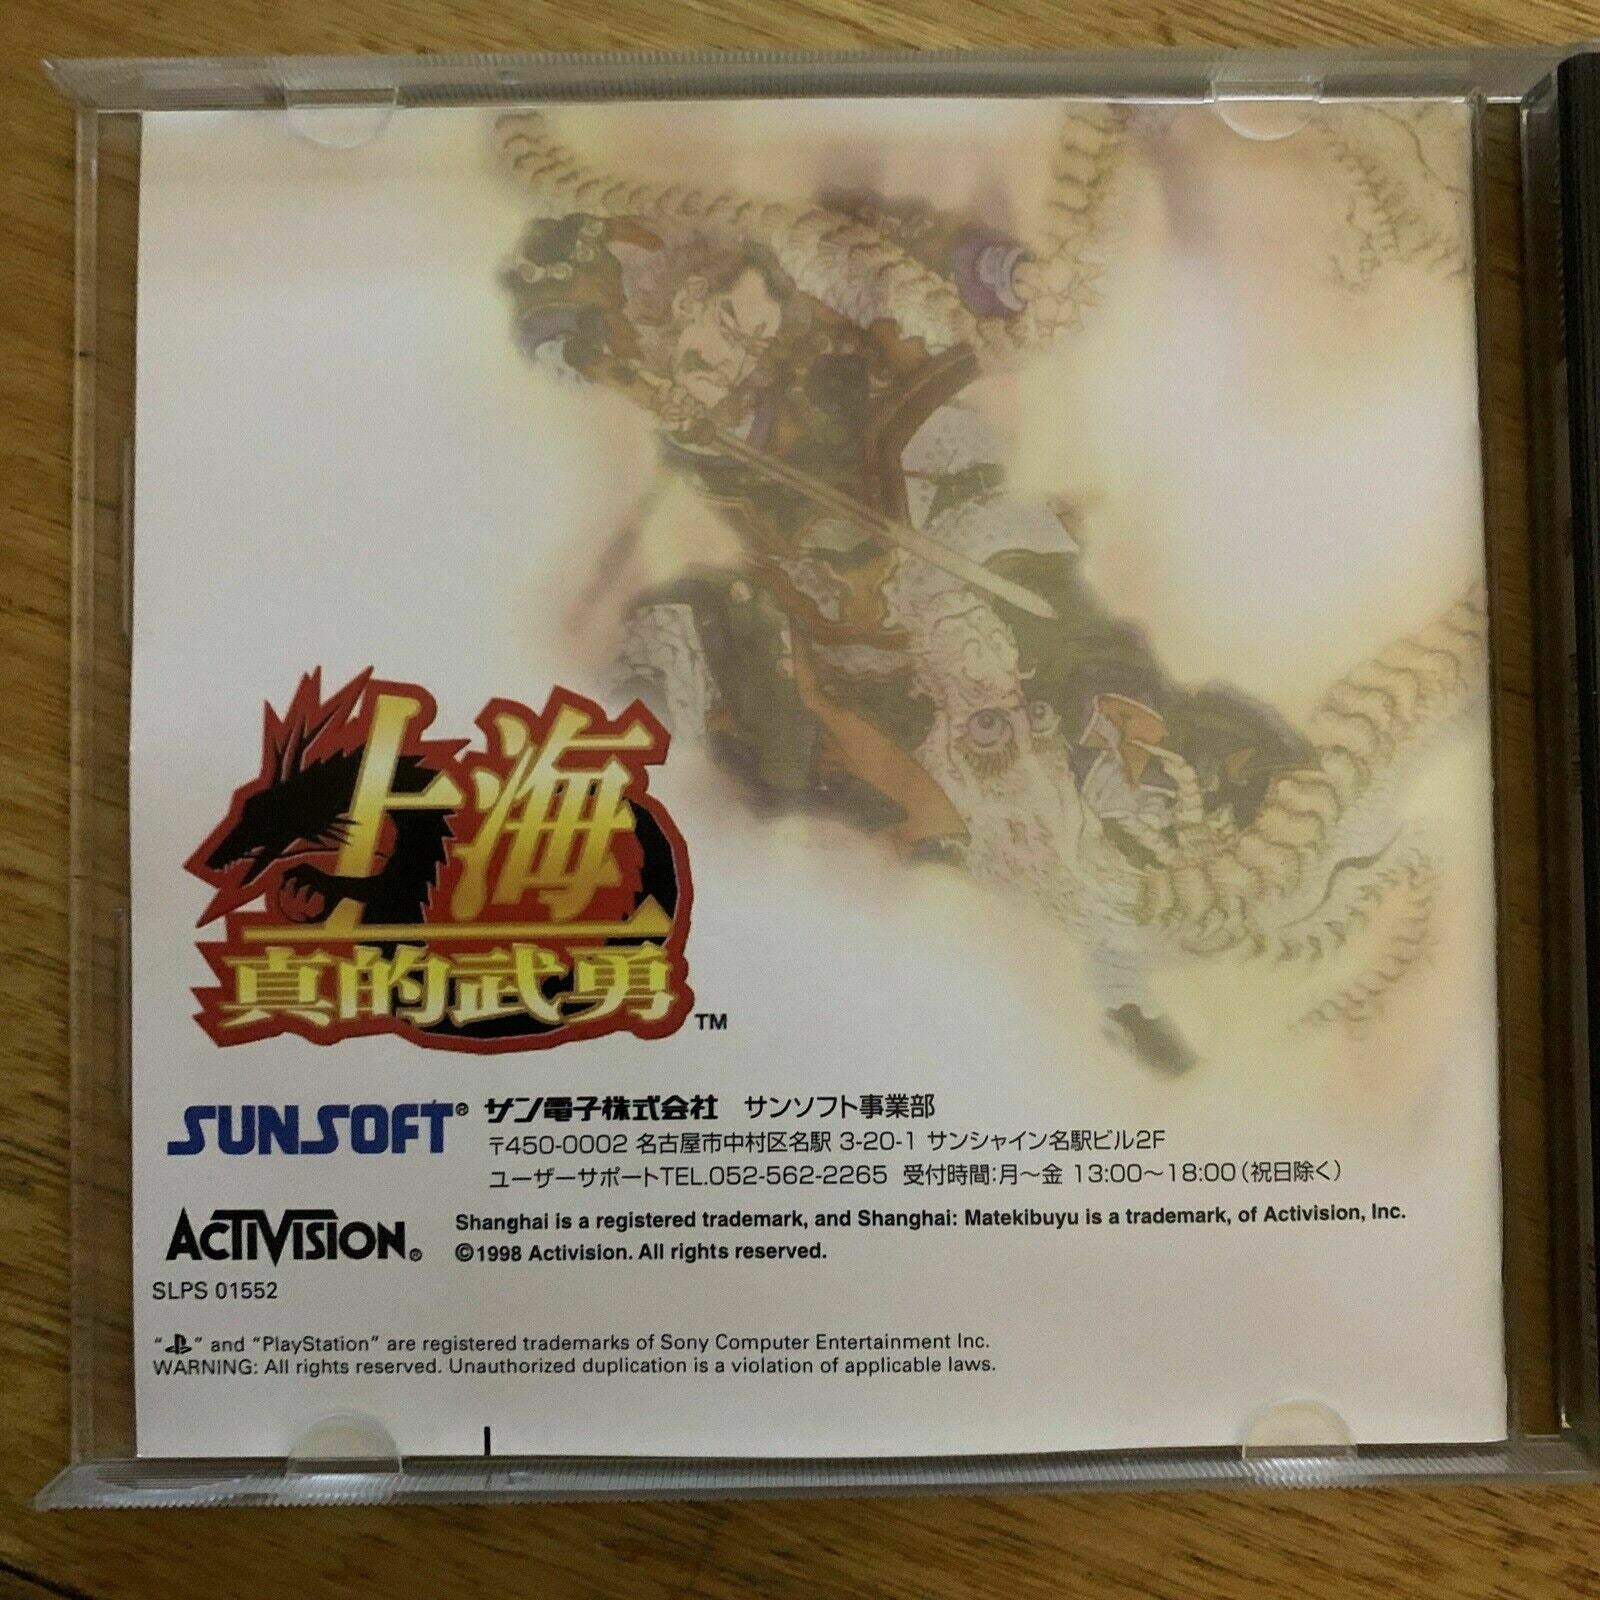 上海
真的武勇 TM
SUNSOFT® サン電子株式会社 サンソフト事業部
〒450-0002 名古屋市中村区名駅 3-20-1 サンシャイン名駅ビル2F
ユーザーサポートTEL.052-562-2265 受付時間:月～金 13:00～18:00(祝日除く)
ACTIVISION® Shanghai is a registered trademark, and Shanghai: Matekibuyu is a trademark, of Activision, Inc.
©1998 Activision. All rights reserved.
SLPS 01552
" " and "PlayStation" are registered trademarks of Sony Computer Entertainment Inc.
WARNING: All rights reserved. Unauthorized duplication is a violation of applicable laws.